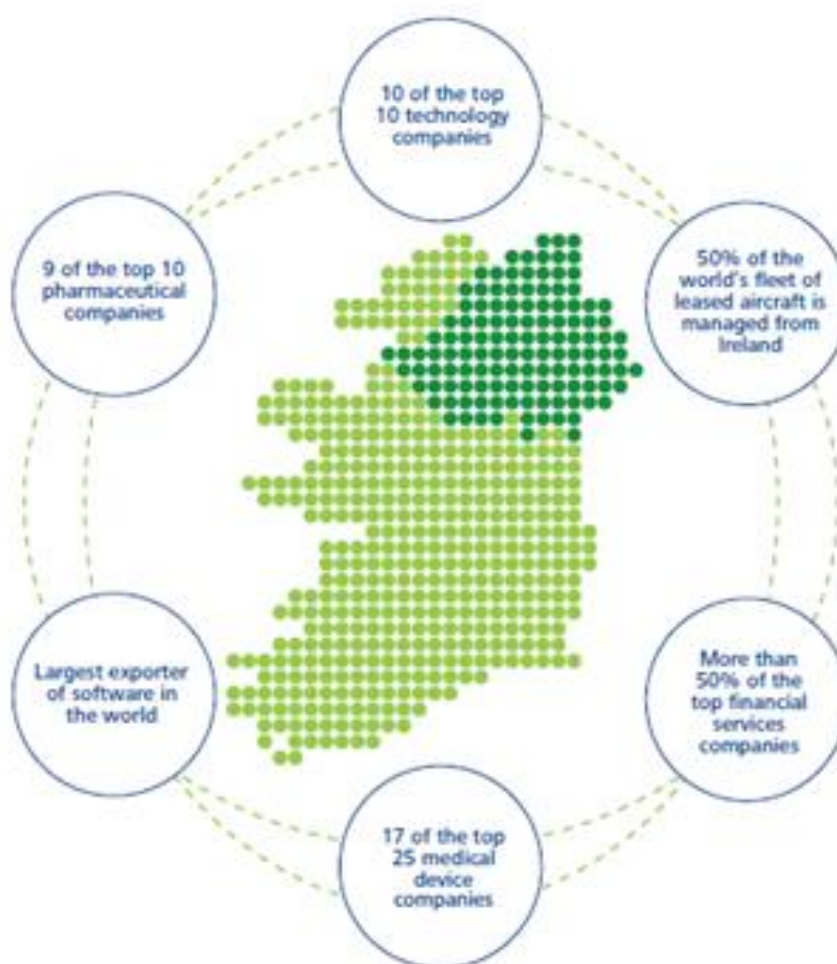 10 of the top
10 technology
companies
50% of the
world's fleet of
leased aircraft is
managed from
Ireland
More than
50% of the
top financial
services
companies
17 of the top
25 medical
device
companies
Largest exporter
of software in
the world
9 of the top 10
pharmaceutical
companies